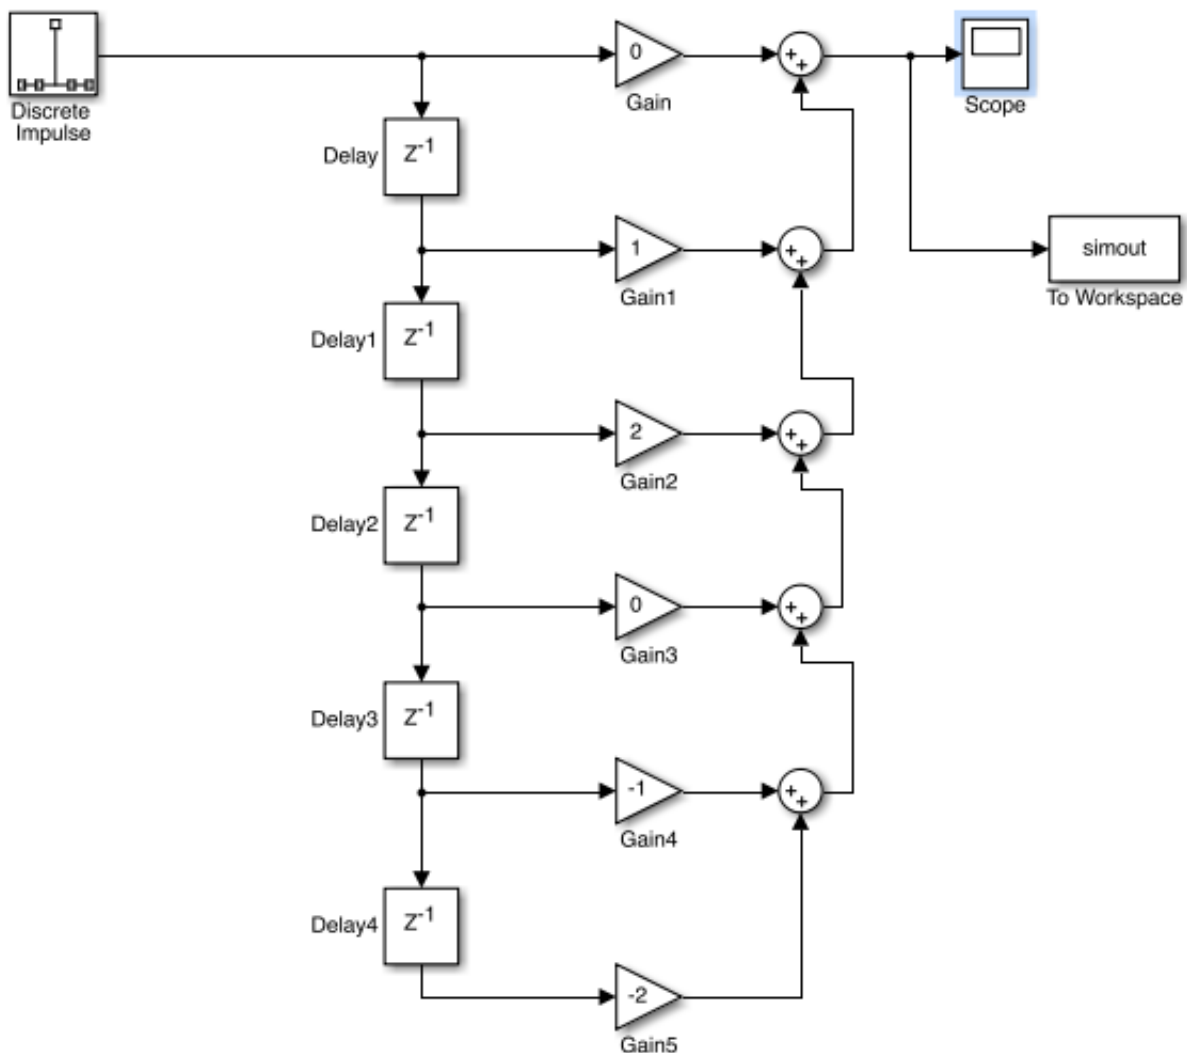 0
Discrete
Impulse
Gain
Scope
Delay
Z-1
1
simout
Gain1
To Workspace
Delay1
Z-1
2
Gain2
Delay2
Z-1
0
Gain3
Delay3
Z-1
-1
Gain4
Delay4
Z-1
-2
Gain5